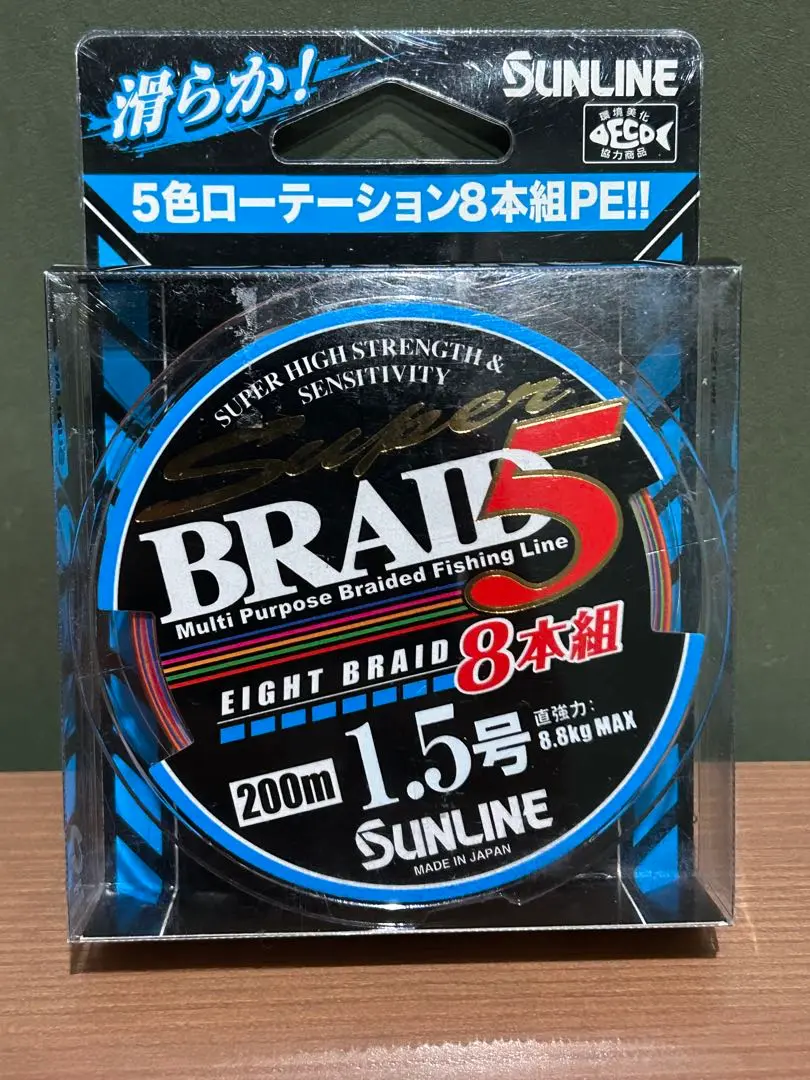 滑らか!
SUNLINE
環境美化
ECO
協力商品
5色ローテーション8本組PE!!
SUPER HIGH STRENGTH &
SENSITIVITY
Super
BRAID 5
Multi Purpose Braided Fishing Line
EIGHT BRAID 8本組
200m 1.5号
直強力:
8.8kg MAX
SUNLINE
MADE IN JAPAN